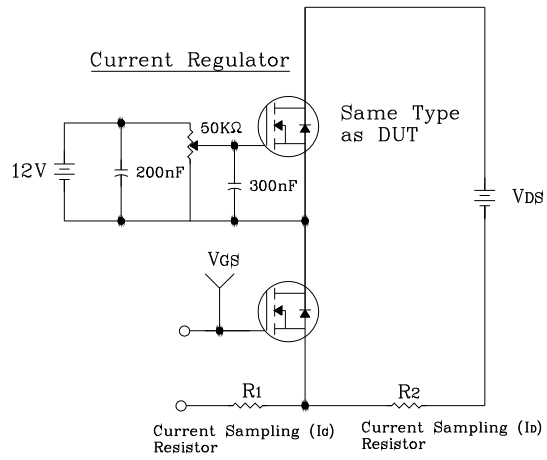 Current Regulator
50KΩ
Same Type
as DUT
12V
200nF
300nF
VDS
VGS
R1
R2
Current Sampling (IG)
Resistor
Current Sampling (ID)
Resistor